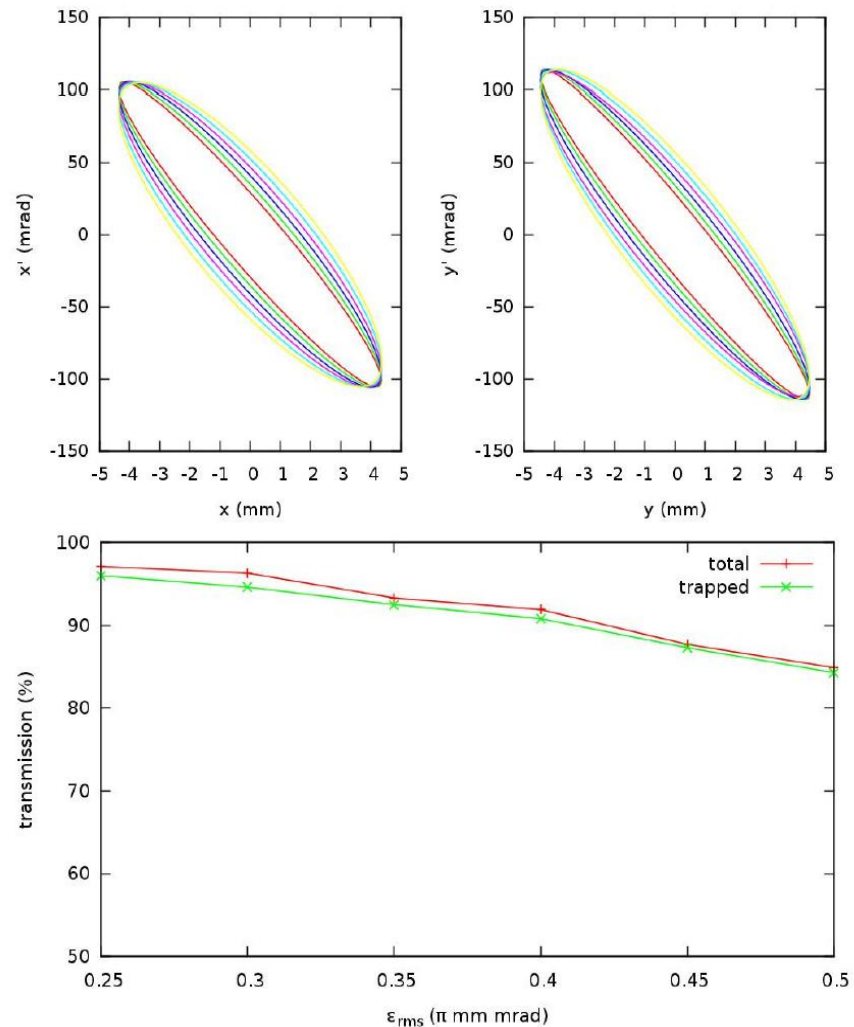 150
100
50
0
-50
-100
-150
-5 -4 -3 -2 -1 0 1 2 3 4 5
x' (mrad)
x (mm)
150
100
50
0
-50
-100
-150
-5 -4 -3 -2 -1 0 1 2 3 4 5
y' (mrad)
y (mm)
100
90
80
70
60
50
transmission (%)
total
trapped
0.25 0.3 0.35 0.4 0.45 0.5
εrms (π mm mrad)